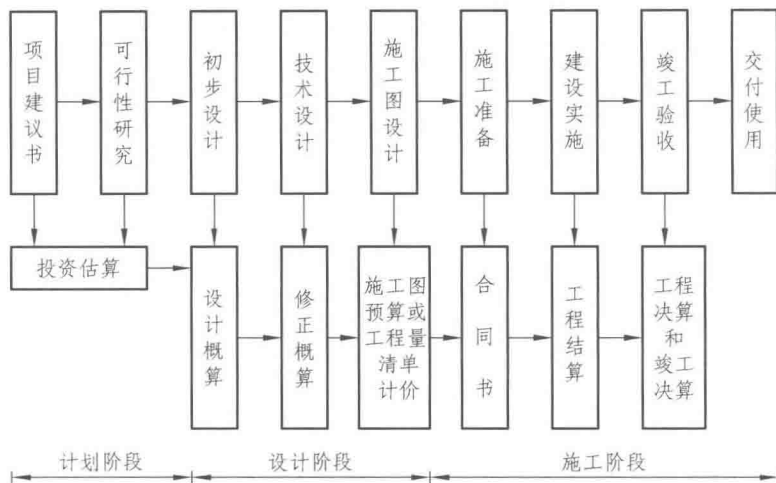 项目建议书
可行性研究
初步设计
技术设计
施工图设计
施工准备
建设实施
竣工验收
交付使用
投资估算
设计概算
修正概算
施工图
预算或
工程量
清单
计价
合同书
工程结算
工程
决算
和
竣工
决算
计划阶段
设计阶段
施工阶段